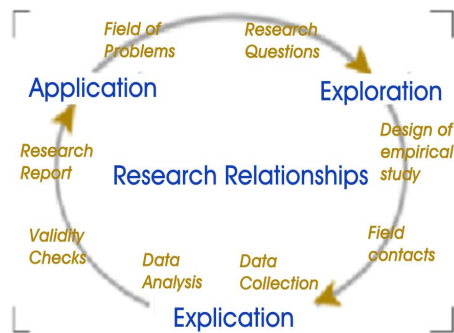 Field of
Problems
Research
Questions
Application
Exploration
Design of
empirical
study
Research
Report
Research Relationships
Field
contacts
Validity
Checks
Data
Analysis
Data
Collection
Explication